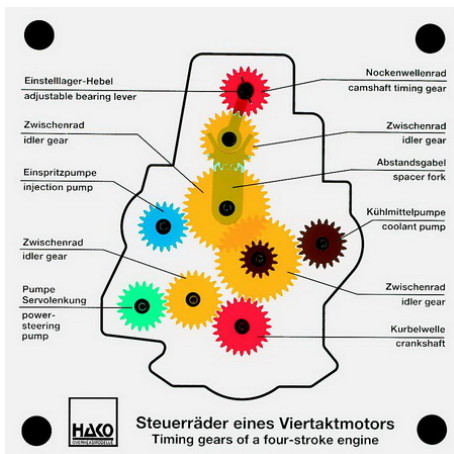 Einstelllager-Hebel
adjustable bearing lever
Nockenwellenrad
camshaft timing gear
Zwischenrad
idler gear
Zwischenrad
idler gear
Abstandsgabel
spacer fork
Einspritzpumpe
injection pump
Kühlmittelpumpe
coolant pump
Zwischenrad
idler gear
Zwischenrad
idler gear
Pumpe
Servolenkung
power-
steering
pump
Kurbelwelle
crankshaft
HAKO
Steuerräder eines Viertaktmotors
Timing gears of a four-stroke engine